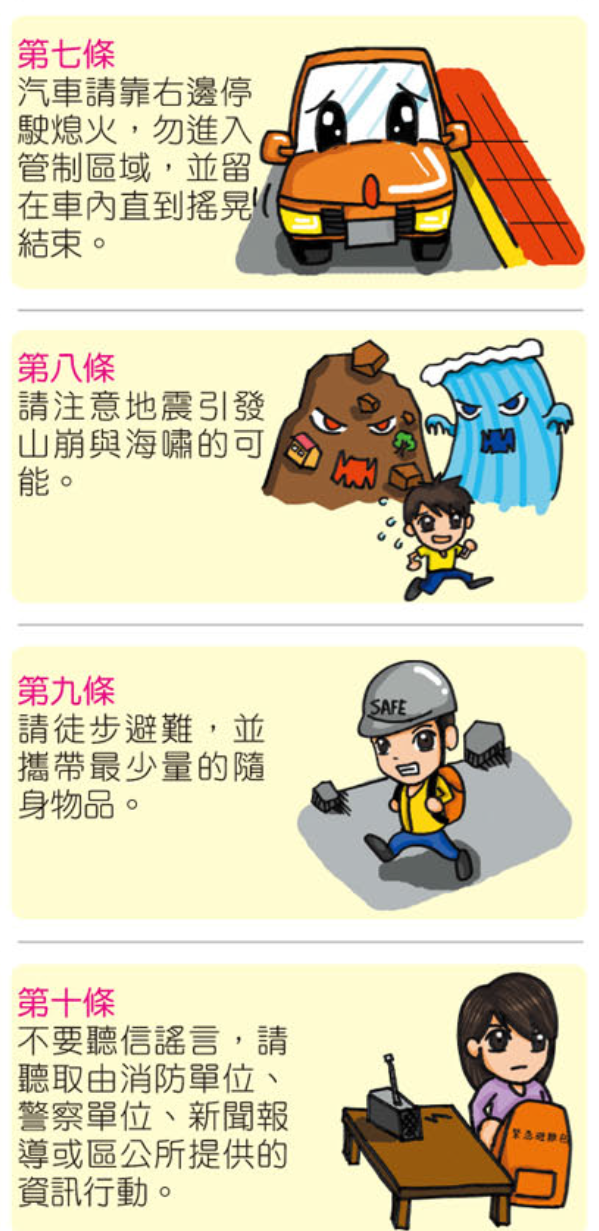 第七條
汽車請靠右邊停
駛熄火，勿進入
管制區域，並留
在車內直到搖晃
結束。
第八條
請注意地震引發
山崩與海嘯的可
能。
第九條
請徒步避難，並
攜帶最少量的隨
身物品。
SAFE
第十條
不要聽信謠言，請
聽取由消防單位、
警察單位、新聞報
導或區公所提供的
資訊行動。
緊急避難包